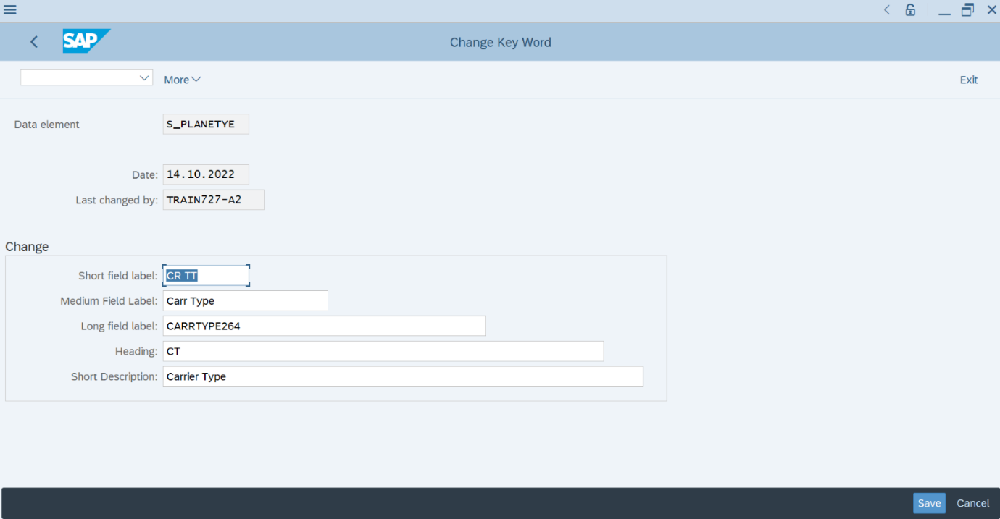 SAP
Change Key Word
More
Exit
Data element S_PLANETYE
Date: 14.10.2022
Last changed by: TRAIN727-A2
Change
Short field label: CR TT
Medium Field Label: Carr Type
Long field label: CARRTYPE264
Heading: CT
Short Description: Carrier Type
Save Cancel